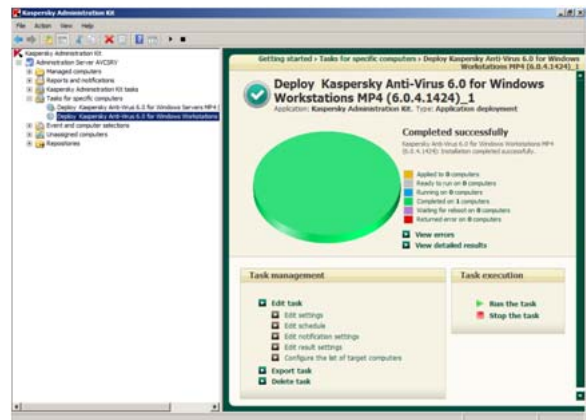 Kaspersky Administration Kit
File Action View Help
Kaspersky Administration Kit
Administration Server AVCSRV
Managed computers
Reports and notifications
Kaspersky Administration Kit tasks
Tasks for specific computers
Deploy Kaspersky Anti-Virus 6.0 for Windows Servers MP4 (
Deploy Kaspersky Anti-Virus 6.0 for Windows Workstations
Event and computer selections
Unassigned computers
Repositories
Getting started › Tasks for specific computers › Deploy Kaspersky Anti-Virus 6.0 for Windows
Workstations MP4 (6.0.4.1424)_1
Deploy Kaspersky Anti-Virus 6.0 for Windows
Workstations MP4 (6.0.4.1424)_1
Application: Kaspersky Administration Kit. Type: Application deployment
Completed successfully
Kaspersky Anti-Virus 6.0 for Windows Workstations MP4
(6.0.4.1424): Installation completed successfully.
Applied to 0 computers
Ready to run on 0 computers
Running on 0 computers
Completed on 1 computers
Waiting for reboot on 0 computers
Returned error on 0 computers
View errors
View detailed results
Task management
Edit task
Edit settings
Edit schedule
Edit notification settings
Edit result settings
Configure the list of target computers
Export task
Delete task
Task execution
Run the task
Stop the task